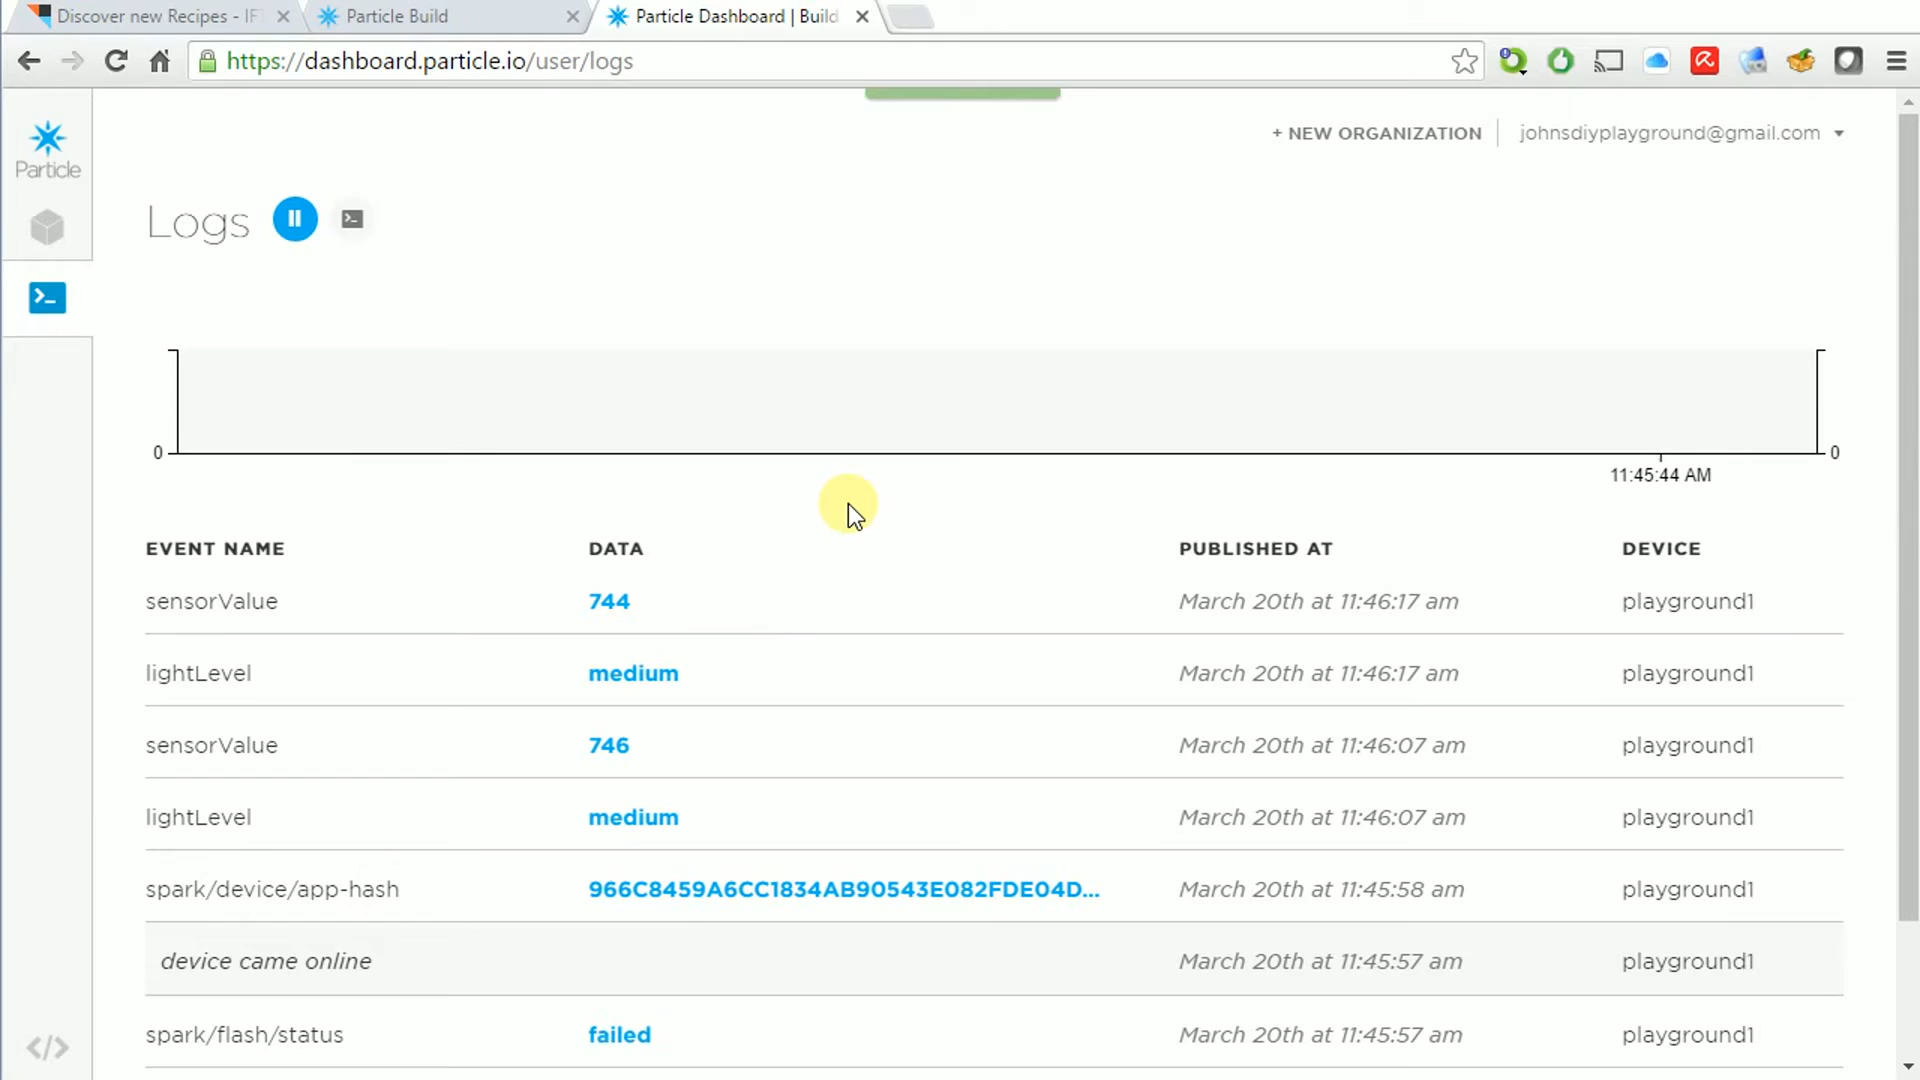 Discover new Recipes - IF
Particle Build
Particle Dashboard | Build
https://dashboard.particle.io/user/logs
+ NEW ORGANIZATION
johnsdiyplayground@gmail.com
Particle
Logs
0
0
11:45:44 AM
EVENT NAME DATA PUBLISHED AT DEVICE
sensorValue 744 March 20th at 11:46:17 am playground1
lightLevel medium March 20th at 11:46:17 am playground1
sensorValue 746 March 20th at 11:46:07 am playground1
lightLevel medium March 20th at 11:46:07 am playground1
spark/device/app-hash 966C8459A6CC1834AB90543E082FDE04D... March 20th at 11:45:58 am playground1
device came online March 20th at 11:45:57 am playground1
spark/flash/status failed March 20th at 11:45:57 am playground1